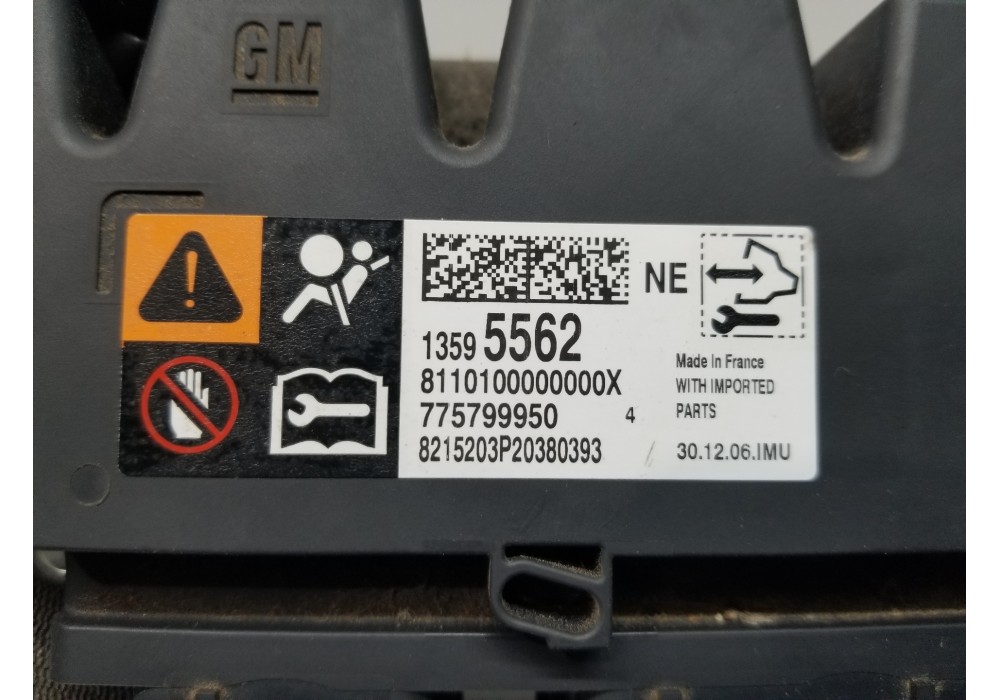 GM
NE
1359 5562
8110100000000X
775799950 4
8215203P20380393
Made In France
WITH IMPORTED
PARTS
30.12.06.IMU